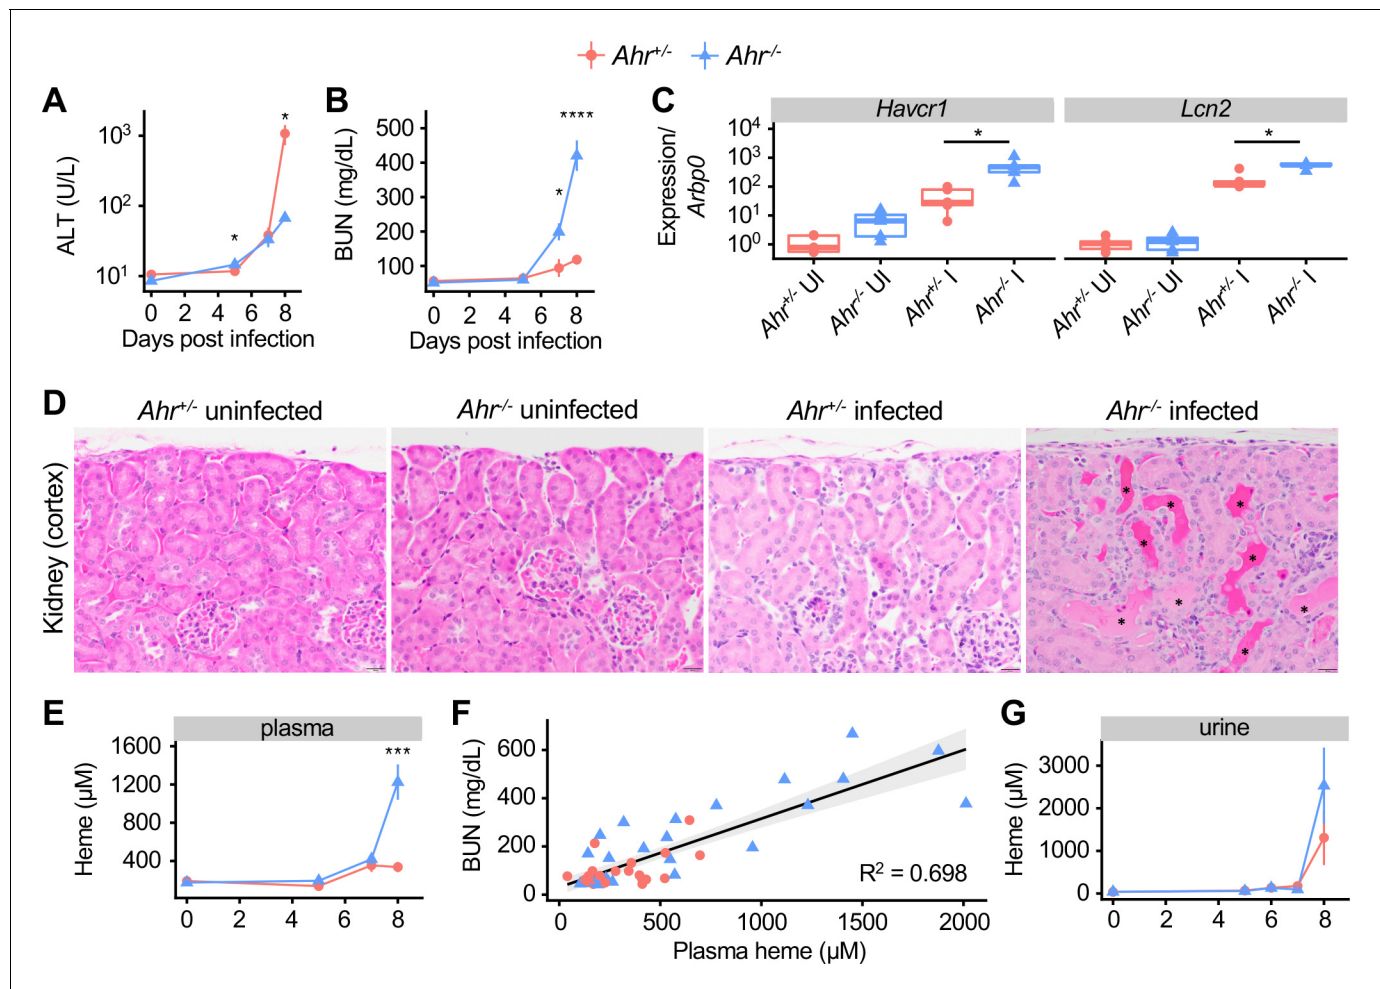 Ahr+/- Ahr-/-
A
ALT (U/L)
10³
10²
10¹
*
*
0 2 4 6 8
Days post infection
B
BUN (mg/dL)
500
400
300
200
100
*
****
0 2 4 6 8
Days post infection
C
Expression/
Arbp0
Havcr1 Lcn2
10⁴
10³
10²
10¹
10⁰
* *
Ahr+/- UI Ahr-/- UI Ahr+/- I Ahr-/- I Ahr+/- UI Ahr-/- UI Ahr+/- I Ahr-/- I
D
Ahr+/- uninfected Ahr-/- uninfected Ahr+/- infected Ahr-/- infected
Kidney (cortex)
* * * * * * * * *
E
plasma
Heme (µM)
1600
1200
800
400
***
0 2 4 6 8
F
BUN (mg/dL)
600
400
200
0
R² = 0.698
0 500 1000 1500 2000
Plasma heme (µM)
G
urine
Heme (µM)
3000
2000
1000
0
0 2 4 6 8